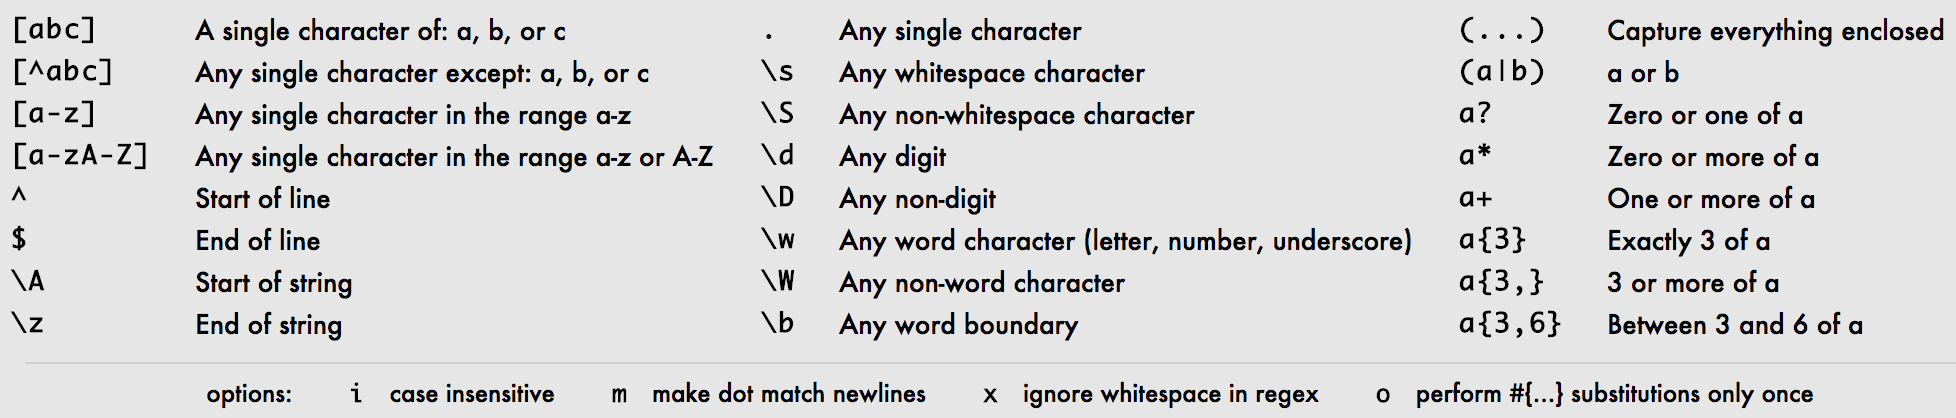 [abc] A single character of: a, b, or c . Any single character (...) Capture everything enclosed
[^abc] Any single character except: a, b, or c \s Any whitespace character (a|b) a or b
[a-z] Any single character in the range a-z \S Any non-whitespace character a? Zero or one of a
[a-zA-Z] Any single character in the range a-z or A-Z \d Any digit a* Zero or more of a
^ Start of line \D Any non-digit a+ One or more of a
$ End of line \w Any word character (letter, number, underscore) a{3} Exactly 3 of a
\A Start of string \W Any non-word character a{3,} 3 or more of a
\z End of string \b Any word boundary a{3,6} Between 3 and 6 of a
options: i case insensitive m make dot match newlines x ignore whitespace in regex o perform #{...} substitutions only once